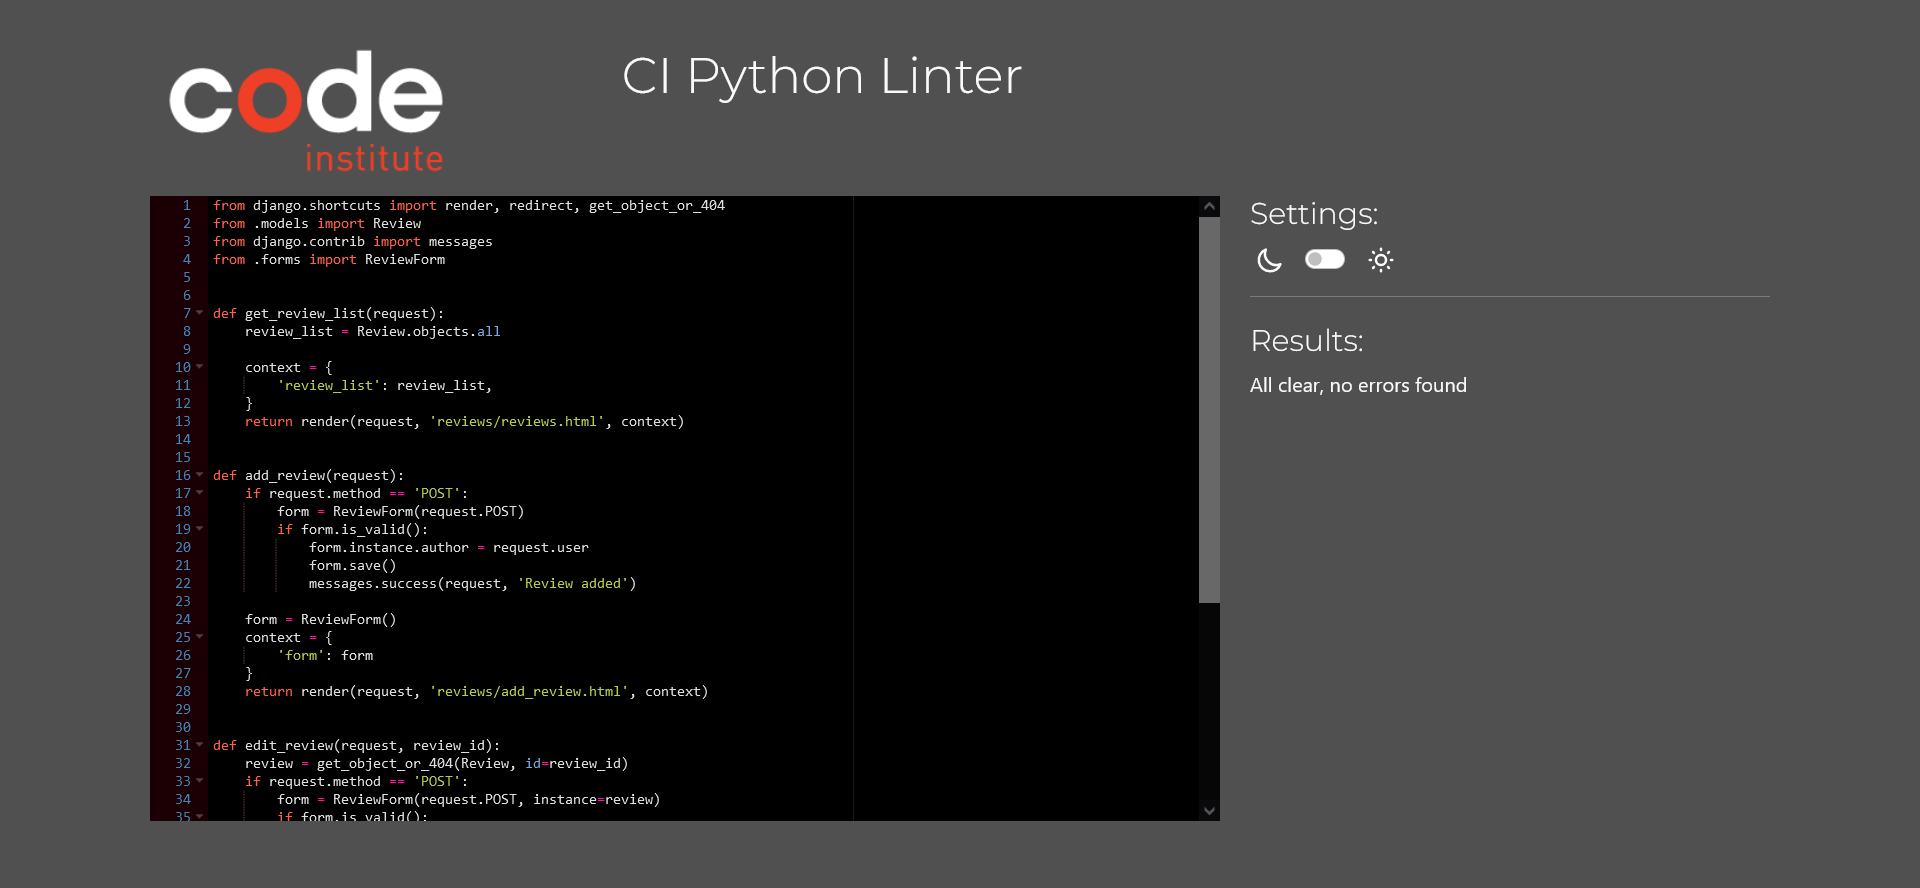 code
institute
CI Python Linter
1 from django.shortcuts import render, redirect, get_object_or_404
2 from .models import Review
3 from django.contrib import messages
4 from .forms import ReviewForm
5
6
7 def get_review_list(request):
8     review_list = Review.objects.all
9
10     context = {
11         'review_list': review_list,
12     }
13     return render(request, 'reviews/reviews.html', context)
14
15
16 def add_review(request):
17     if request.method == 'POST':
18         form = ReviewForm(request.POST)
19         if form.is_valid():
20             form.instance.author = request.user
21             form.save()
22             messages.success(request, 'Review added')
23
24     form = ReviewForm()
25     context = {
26         'form': form
27     }
28     return render(request, 'reviews/add_review.html', context)
29
30
31 def edit_review(request, review_id):
32     review = get_object_or_404(Review, id=review_id)
33     if request.method == 'POST':
34         form = ReviewForm(request.POST, instance=review)
35         if form.is_valid():
Settings:
Results:
All clear, no errors found